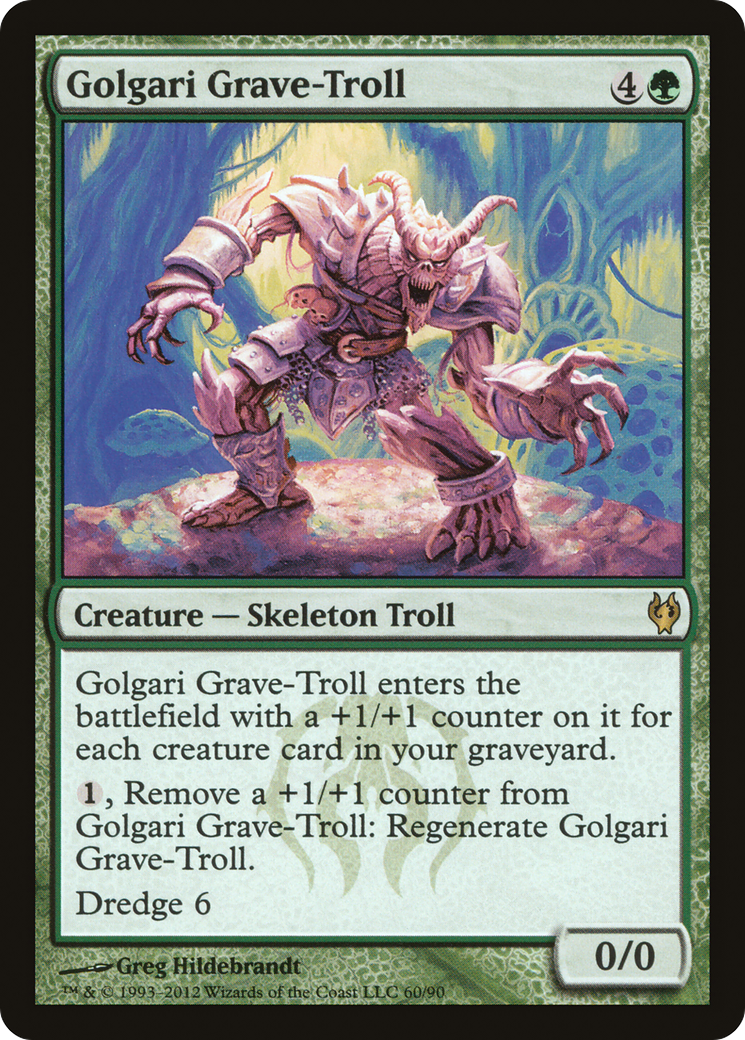 Golgari Grave-Troll 4
Creature — Skeleton Troll
Golgari Grave-Troll enters the
battlefield with a +1/+1 counter on it for
each creature card in your graveyard.
1, Remove a +1/+1 counter from
Golgari Grave-Troll: Regenerate Golgari
Grave-Troll.
Dredge 6
0/0
Greg Hildebrandt
™ & © 1993–2012 Wizards of the Coast LLC 60/90